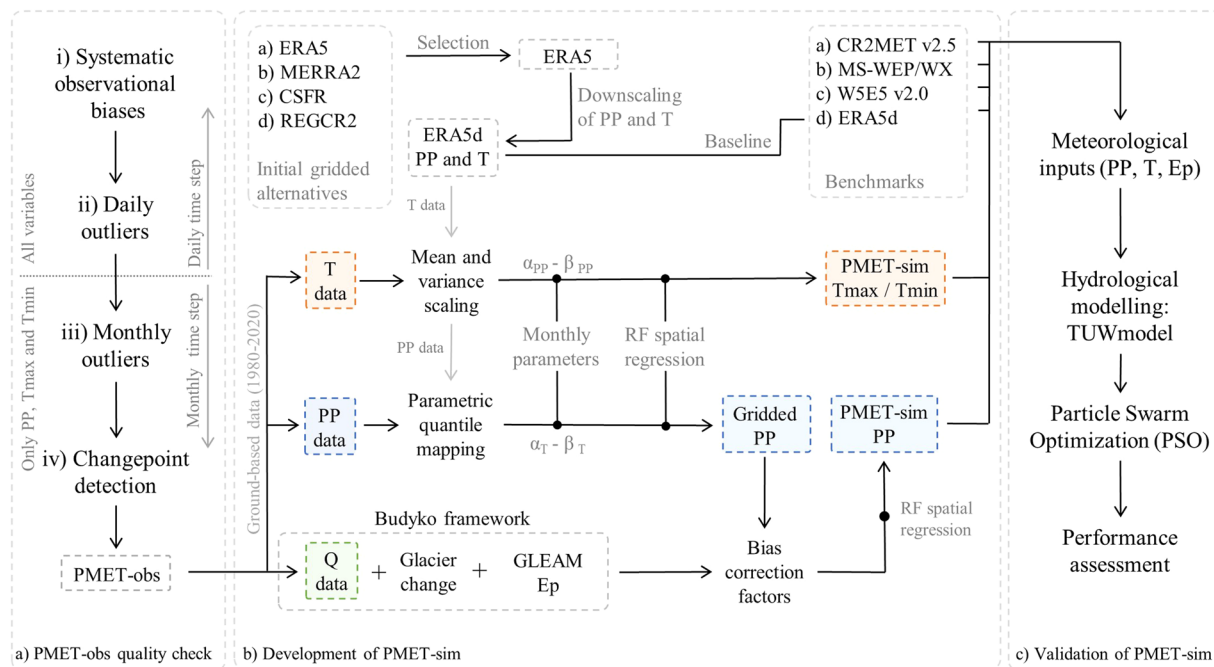 i) Systematic
observational
biases
ii) Daily
outliers
iii) Monthly
outliers
iv) Changepoint
detection
PMET-obs
All variables
Only PP, Tmax and Tmin
Daily time step
Monthly time step
a) PMET-obs quality check
a) ERA5
b) MERRA2
c) CSFR
d) REGCR2
Initial gridded
alternatives
Selection
ERA5
Downscaling
of PP and T
ERA5d
PP and T
Baseline
a) CR2MET v2.5
b) MS-WEP/WX
c) W5E5 v2.0
d) ERA5d
Benchmarks
T data
Ground-based data (1980-2020)
T
data
Mean and
variance
scaling
αPP - βPP
PMET-sim
Tmax / Tmin
PP data
Monthly
parameters
RF spatial
regression
PP
data
Parametric
quantile
mapping
αT - βT
Gridded
PP
PMET-sim
PP
Budyko framework
Q
data
+
Glacier
change
+
GLEAM
Ep
Bias
correction
factors
RF spatial
regression
b) Development of PMET-sim
Meteorological
inputs (PP, T, Ep)
Hydrological
modelling:
TUWmodel
Particle Swarm
Optimization (PSO)
Performance
assessment
c) Validation of PMET-sim